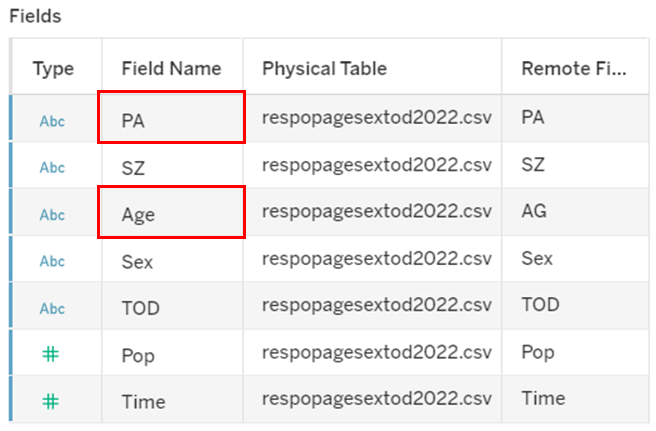 Fields
Type Field Name Physical Table Remote Fi...
Abc PA respopagesextod2022.csv PA
Abc SZ respopagesextod2022.csv SZ
Abc Age respopagesextod2022.csv AG
Abc Sex respopagesextod2022.csv Sex
Abc TOD respopagesextod2022.csv TOD
# Pop respopagesextod2022.csv Pop
# Time respopagesextod2022.csv Time